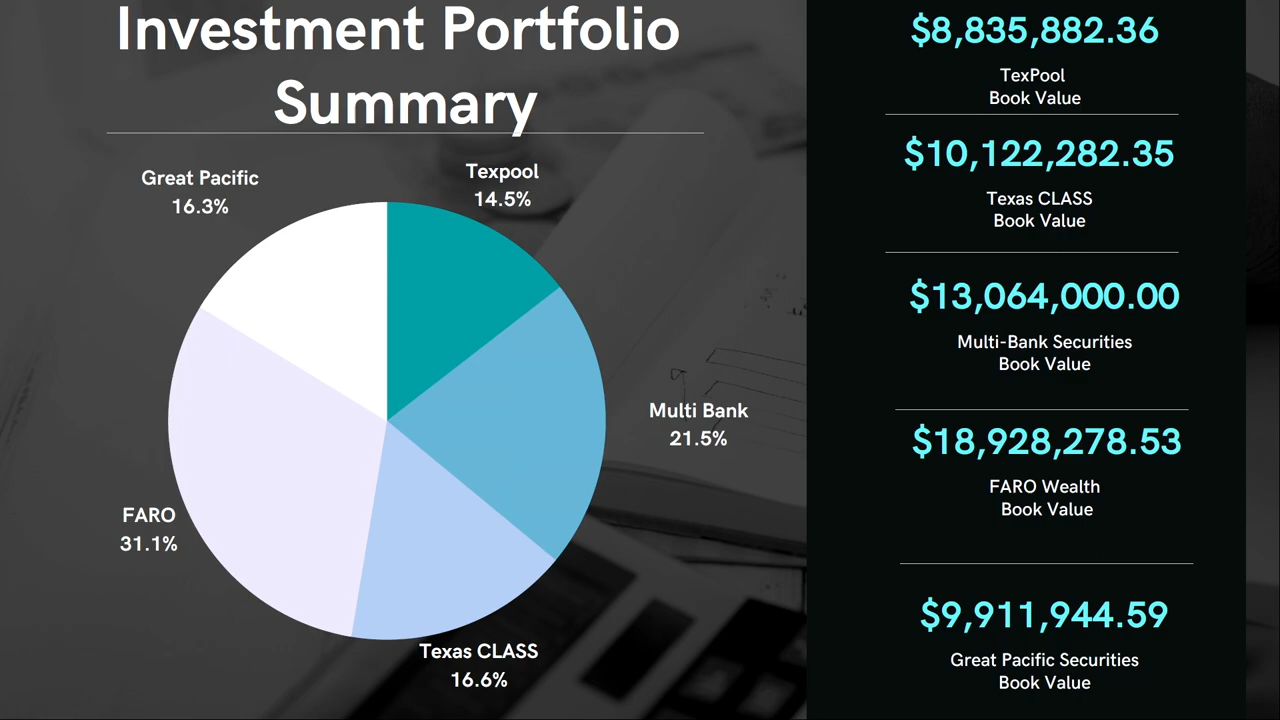 Investment Portfolio
Summary
Great Pacific
16.3%
Texpool
14.5%
Multi Bank
21.5%
FARO
31.1%
Texas CLASS
16.6%
$8,835,882.36
TexPool
Book Value
$10,122,282.35
Texas CLASS
Book Value
$13,064,000.00
Multi-Bank Securities
Book Value
$18,928,278.53
FARO Wealth
Book Value
$9,911,944.59
Great Pacific Securities
Book Value